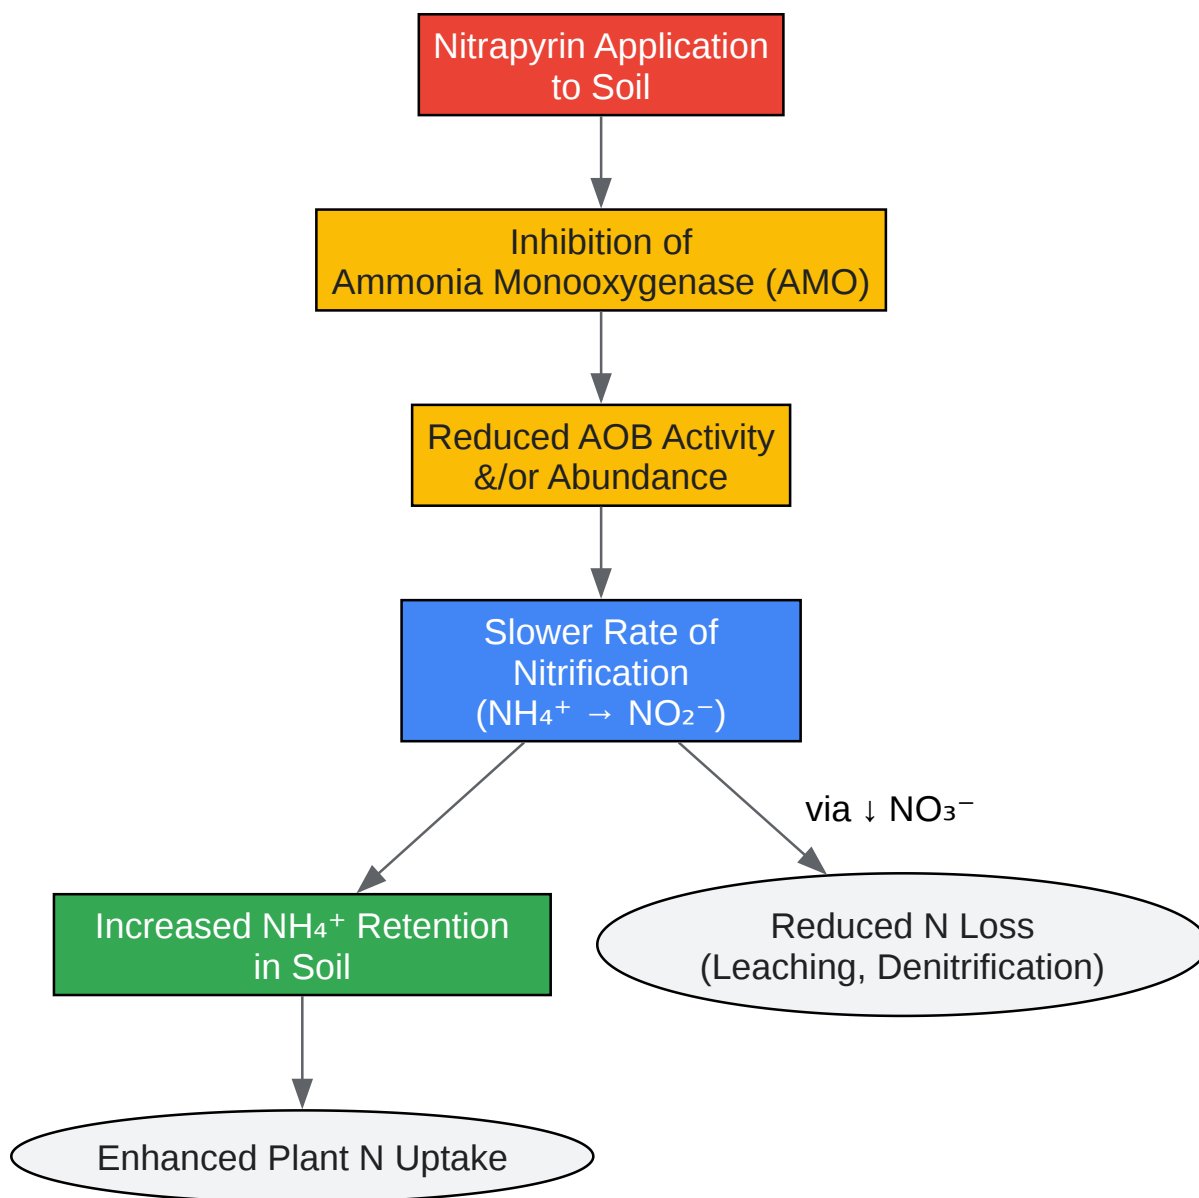 Nitrapyrin Application
to Soil
Inhibition of
Ammonia Monooxygenase (AMO)
Reduced AOB Activity
&/or Abundance
Slower Rate of
Nitrification
(NH₄⁺ → NO₂⁻)
via ↓ NO₃⁻
Increased NH₄⁺ Retention
in Soil
Reduced N Loss
(Leaching, Denitrification)
Enhanced Plant N Uptake